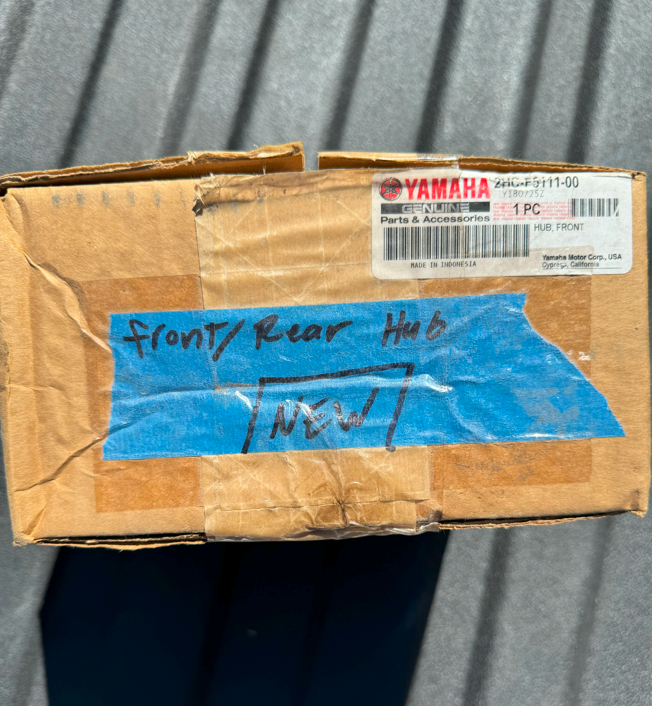 YAMAHA
GENUINE
Parts & Accessories
2HC-F5111-00
Y180725Z
1 PC
HUB, FRONT
MADE IN INDONESIA
Yamaha Motor Corp., USA
Cypress, California
front/Rear Hub
NEW